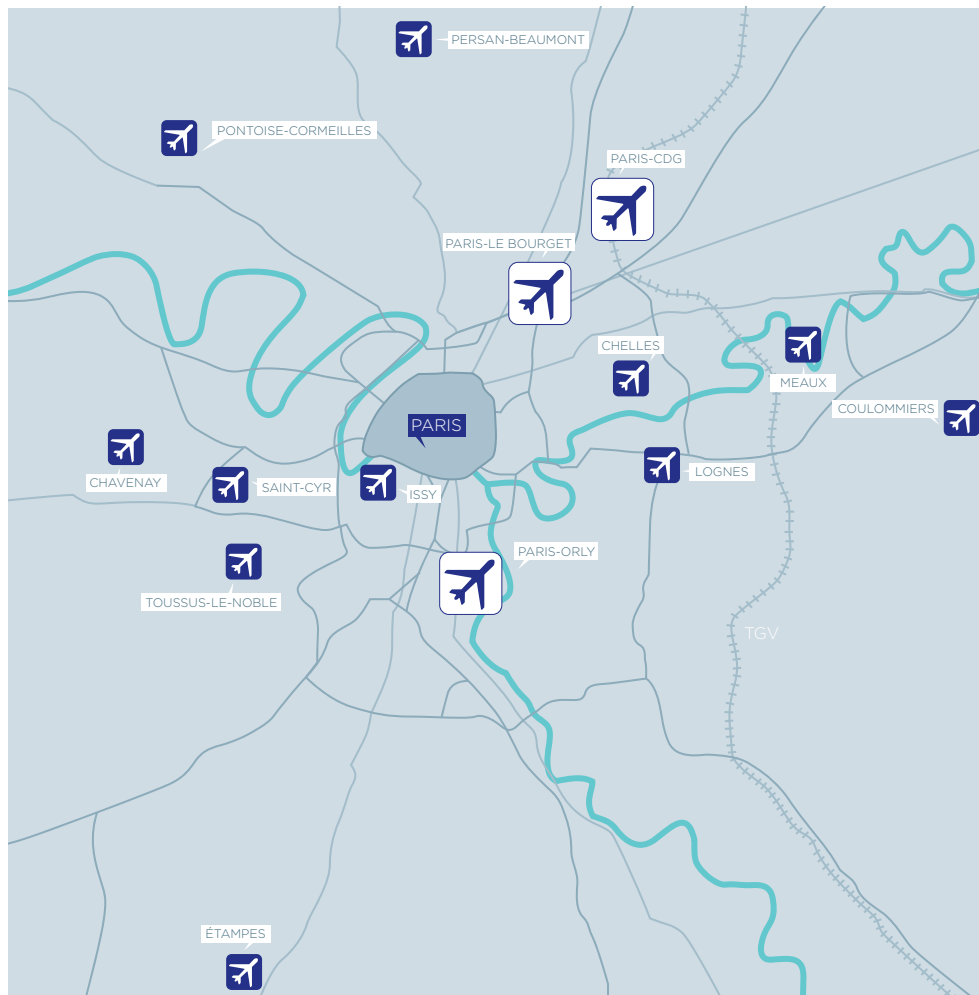 PERSAN-BEAUMONT
PONTOISE-CORMEILLES
PARIS-CDG
PARIS-LE BOURGET
CHELLES
MEAUX
COULOMMIERS
PARIS
CHAVENAY
SAINT-CYR
ISSY
LOGNES
PARIS-ORLY
TOUSSUS-LE-NOBLE
TGV
ÉTAMPES